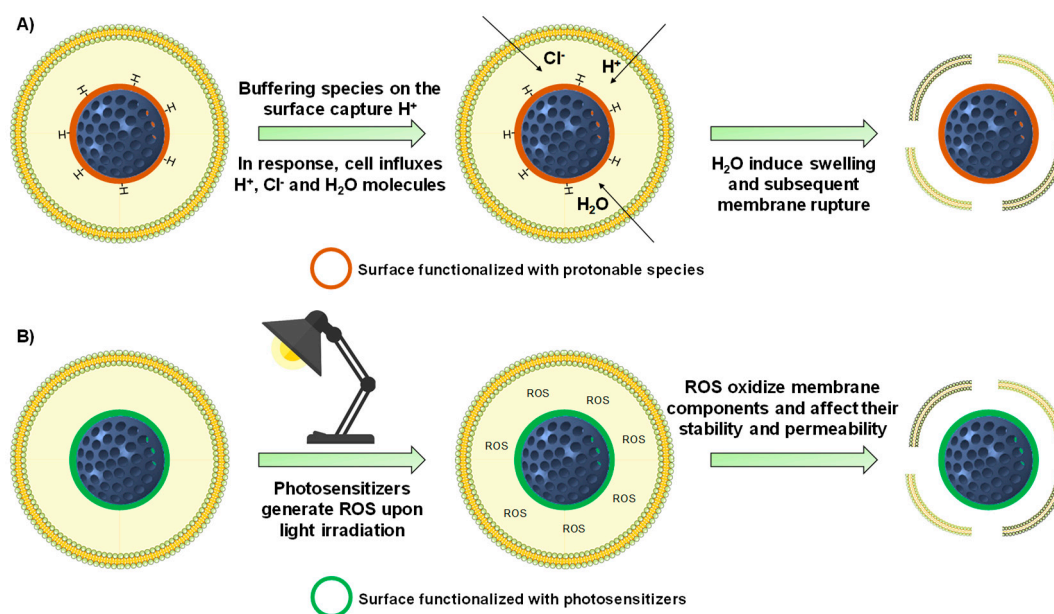 A)
H
H
H
H
H
H
H
Buffering species on the
surface capture H⁺
In response, cell influxes
H⁺, Cl⁻ and H₂O molecules
Cl⁻
H⁺
H
H
H
H
H
H
H
H₂O
H₂O induce swelling
and subsequent
membrane rupture
Surface functionalized with protonable species
B)
Photosensitizers
generate ROS upon
light irradiation
ROS
ROS
ROS
ROS
ROS
ROS
ROS
ROS oxidize membrane
components and affect their
stability and permeability
Surface functionalized with photosensitizers